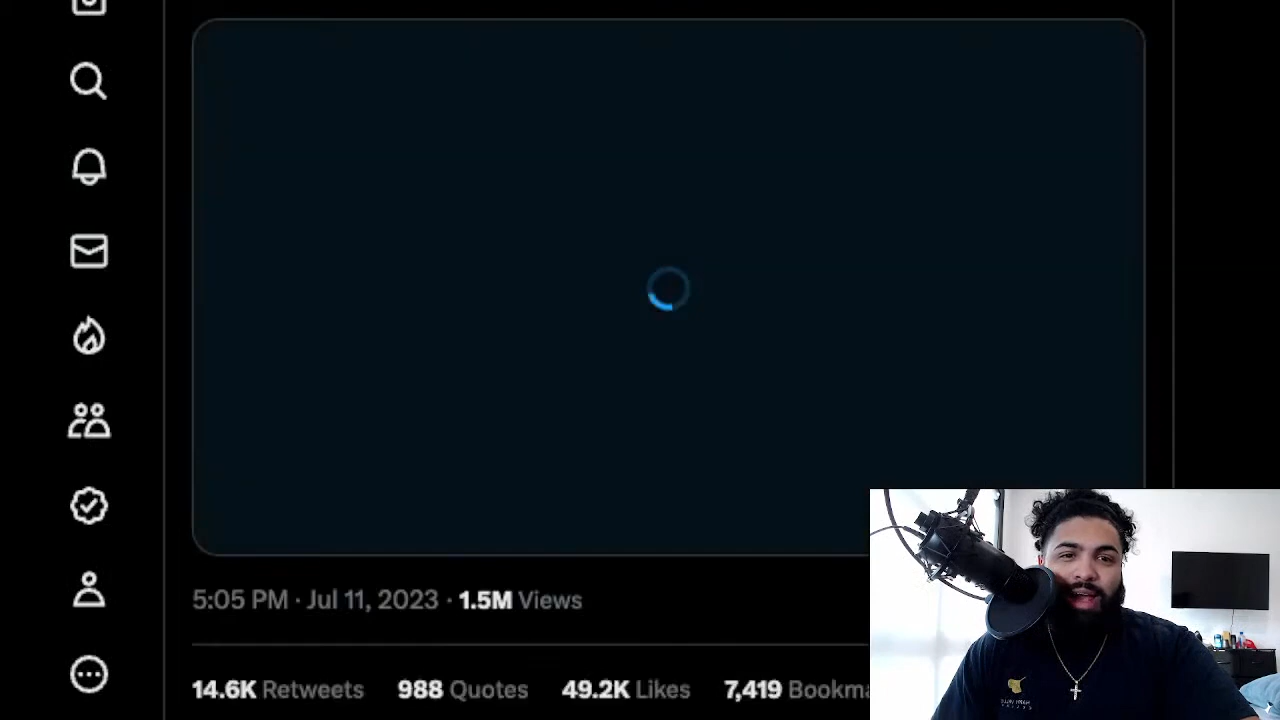 5:05 PM · Jul 11, 2023 · 1.5M Views
14.6K Retweets 988 Quotes 49.2K Likes 7,419